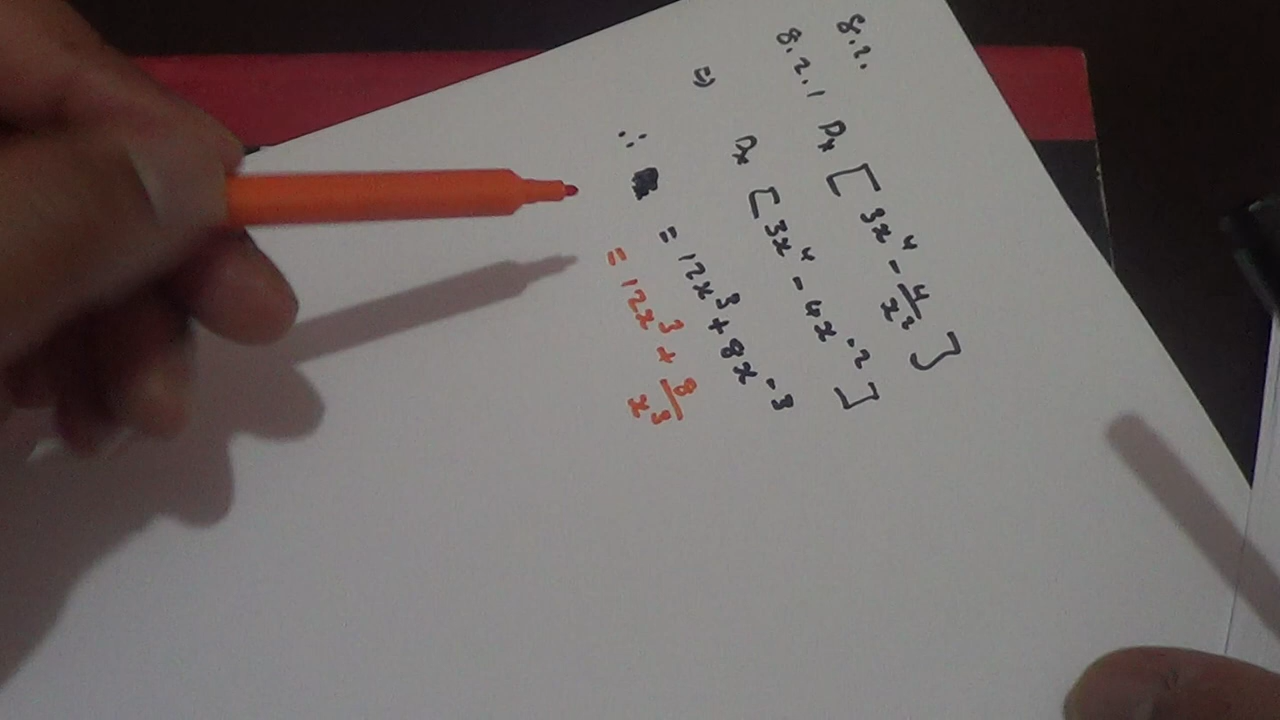 8.2.
8.2.1 Dx [3x⁴ - 4/x²]
⇒) Dx [3x⁴ - 4x⁻²]
∴ = 12x³ + 8x⁻³
= 12x³ + 8/x³